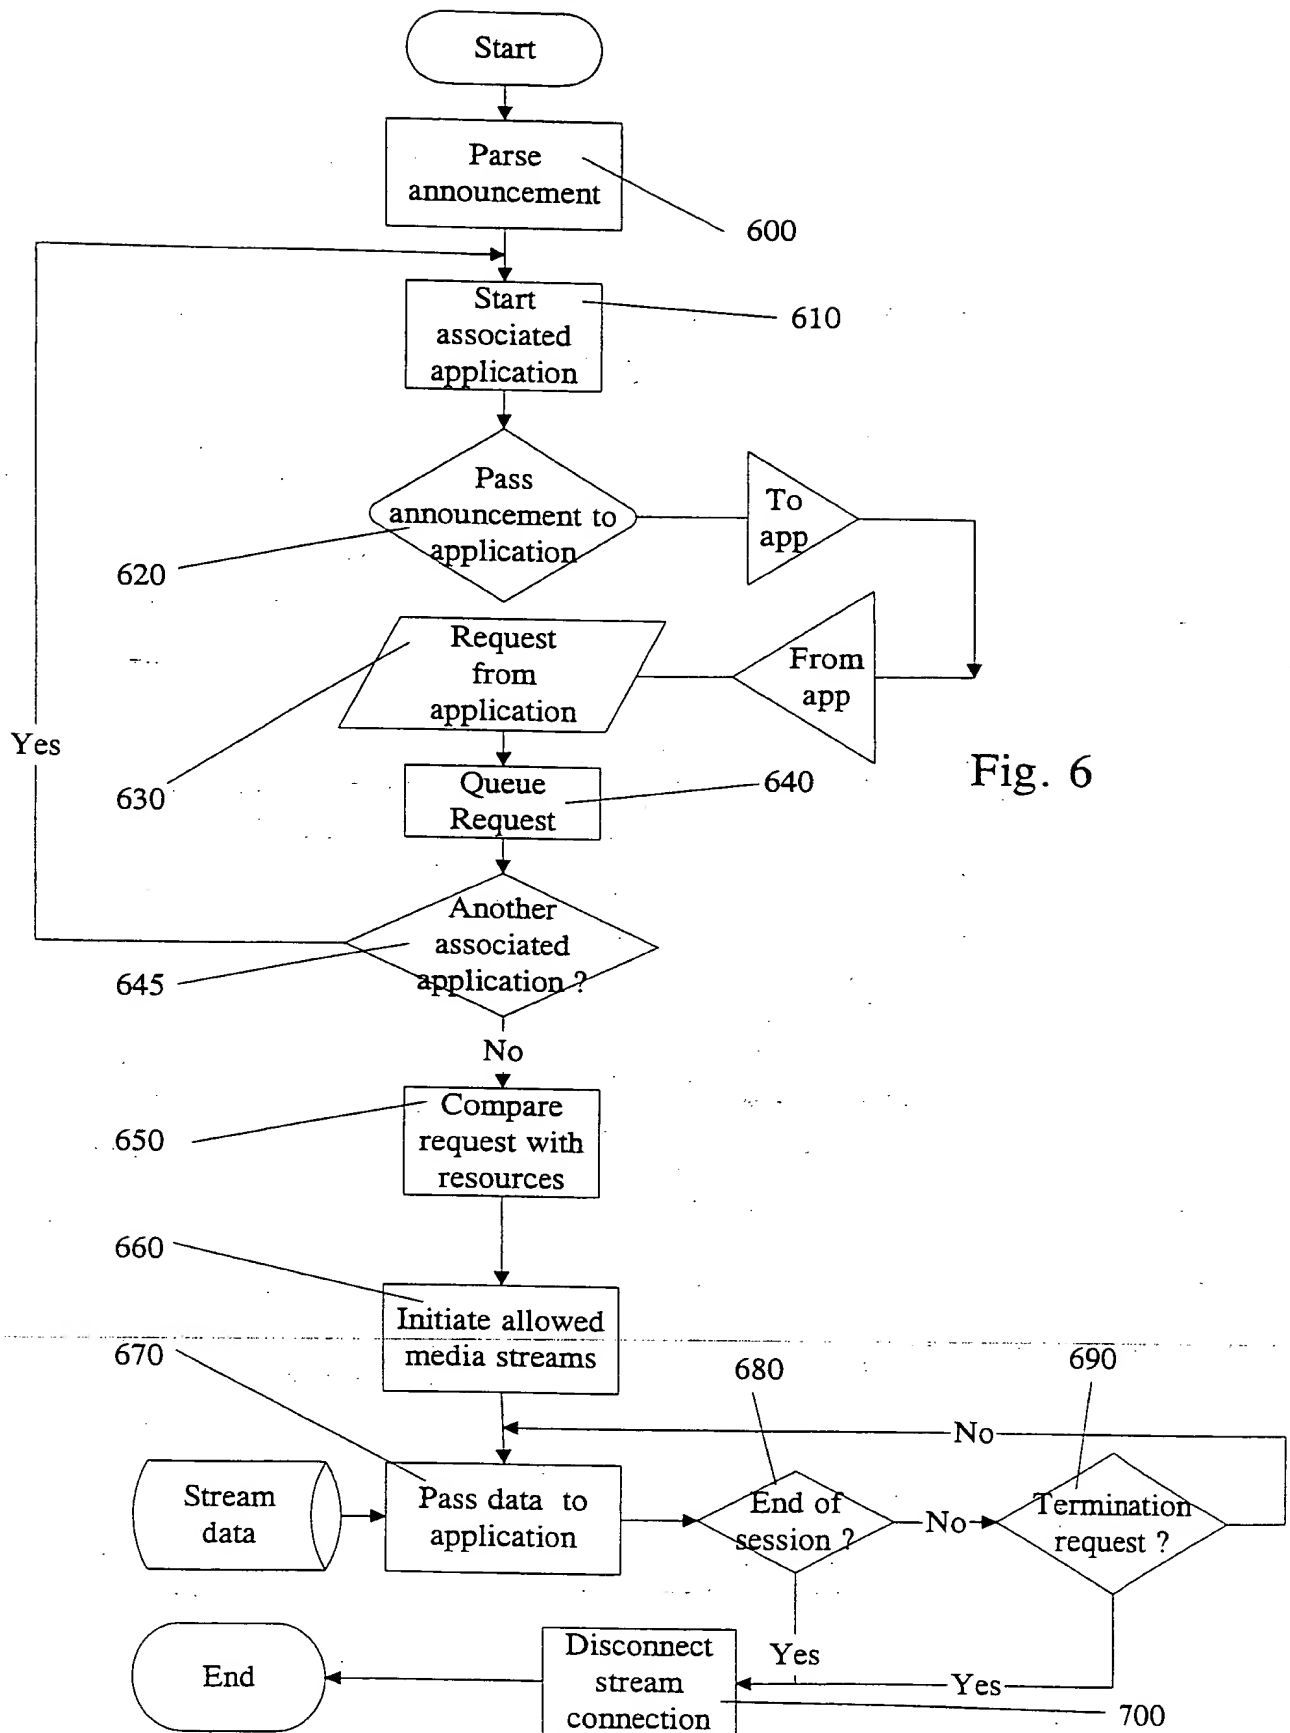 Start
Parse
announcement
600
Start
associated
application
610
Pass
announcement to
application
620
To
app
From
app
Request
from
application
630
Yes
Fig. 6
Queue
Request
640
Another
associated
application ?
645
No
Compare
request with
resources
650
660
Initiate allowed
media streams
670
680
690
No
Stream
data
Pass data to
application
End of
session ?
No
Termination
request ?
Yes
Yes
Disconnect
stream
connection
700
End